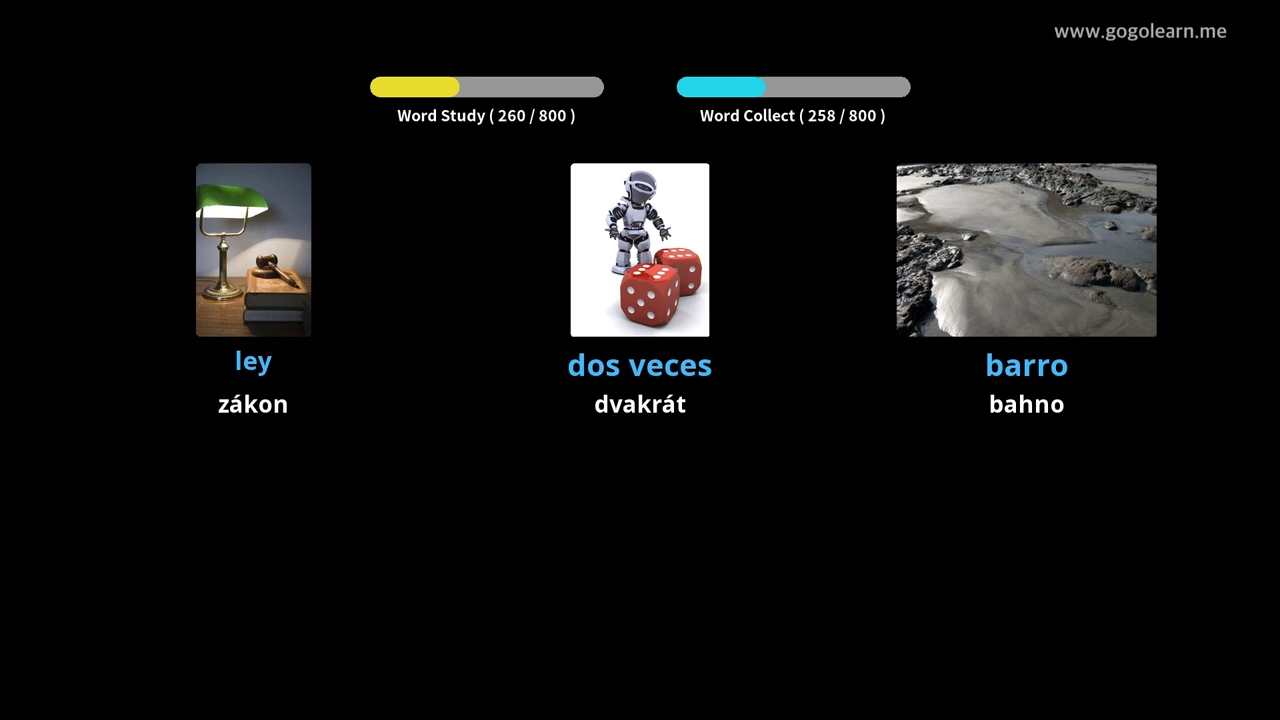 www.gogolearn.me
Word Study ( 260 / 800 )
Word Collect ( 258 / 800 )
ley
zákon
dos veces
dvakrát
barro
bahno